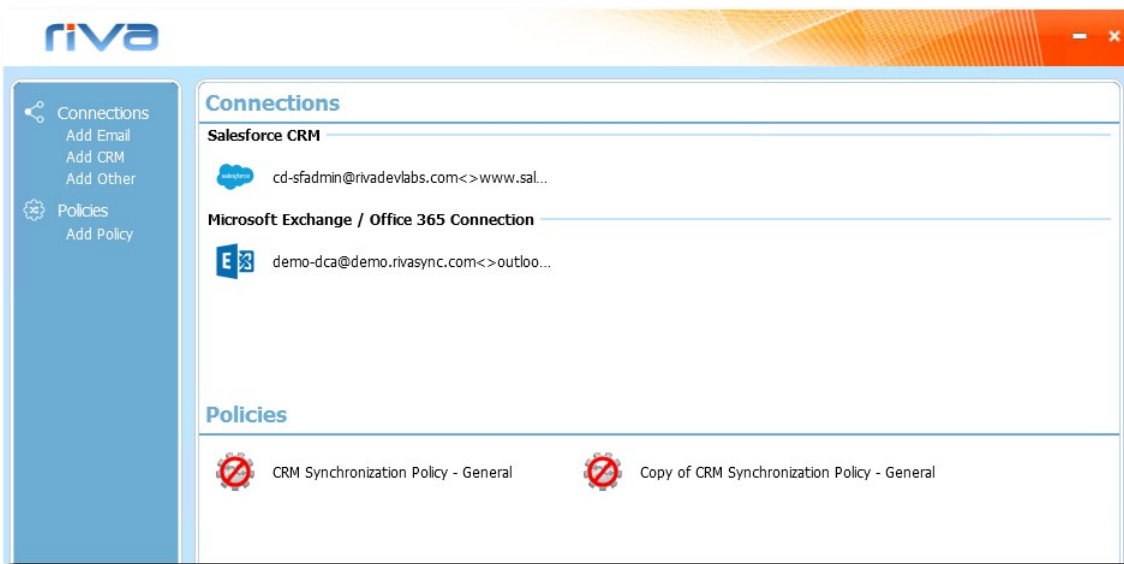 riva
Connections
Add Email
Add CRM
Add Other
Policies
Add Policy
Connections
Salesforce CRM
salesforce
cd-sfadmin@rivadevlabs.com<>www.sal...
Microsoft Exchange / Office 365 Connection
E
demo-dca@demo.rivasync.com<>outloo...
Policies
CRM Synchronization Policy - General
Copy of CRM Synchronization Policy - General